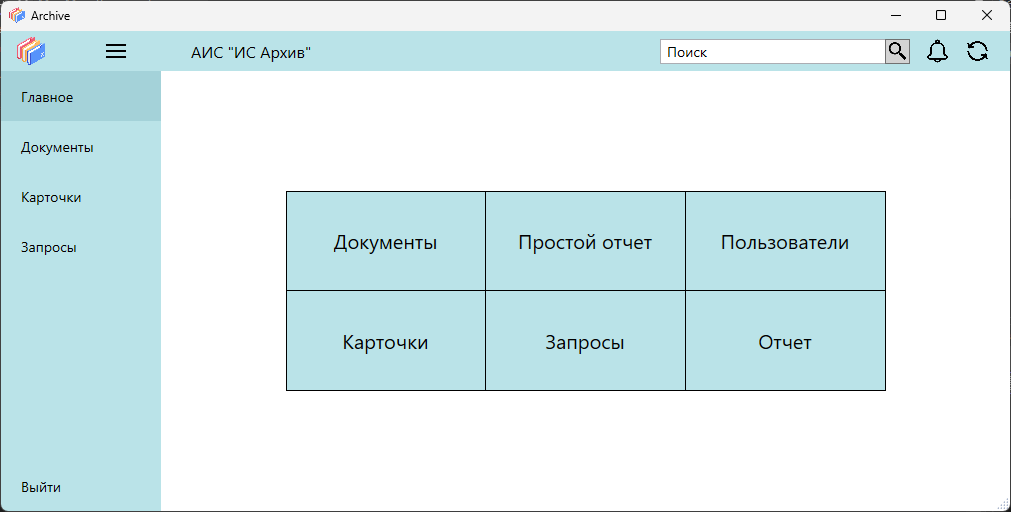 Archive
АИС "ИС Архив"
Поиск
Главное
Документы
Карточки
Запросы
Выйти
Документы
Простой отчет
Пользователи
Карточки
Запросы
Отчет